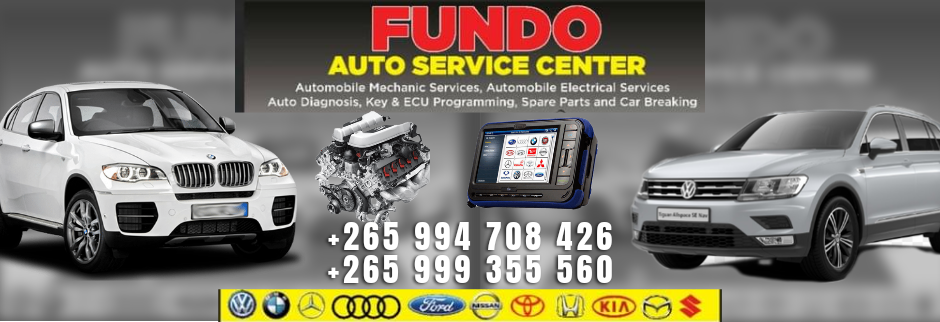 FUNDO
AUTO SERVICE CENTER
Automobile Mechanic Services, Automobile Electrical Services
Auto Diagnosis, Key & ECU Programming, Spare Parts and Car Breaking
+265 994 708 426
+265 999 355 560
Ford
NISSAN
KIA